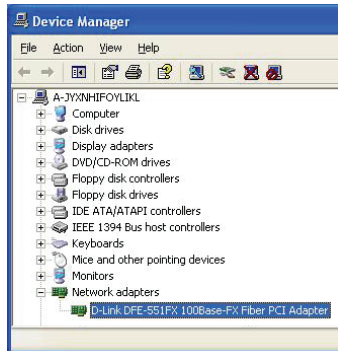 Device Manager
File Action View Help
A-JYXNHIFOYLIKL
Computer
Disk drives
Display adapters
DVD/CD-ROM drives
Floppy disk controllers
Floppy disk drives
IDE ATA/ATAPI controllers
IEEE 1394 Bus host controllers
Keyboards
Mice and other pointing devices
Monitors
Network adapters
D-Link DFE-551FX 100Base-FX Fiber PCI Adapter